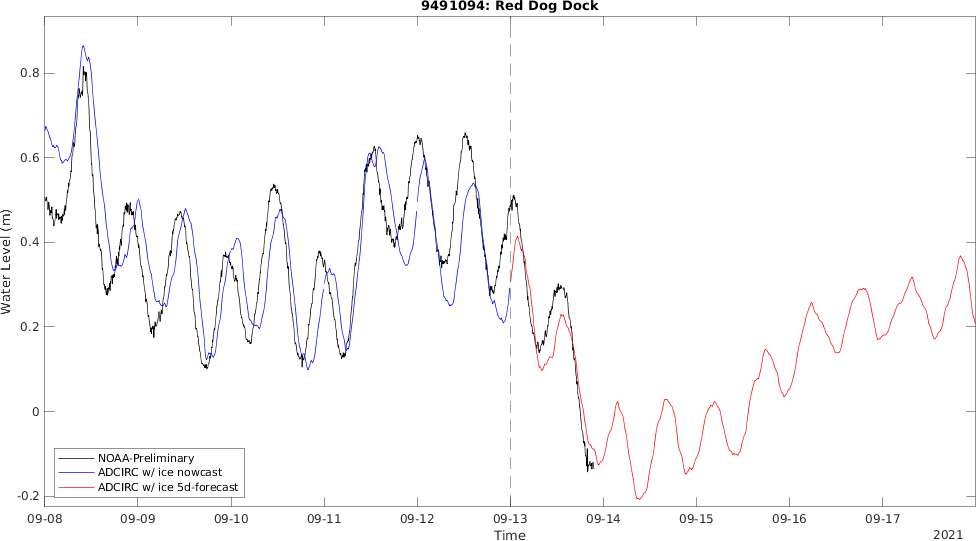 9491094: Red Dog Dock
0.8
0.6
0.4
0.2
0
-0.2
Water Level (m)
NOAA-Preliminary
ADCIRC w/ ice nowcast
ADCIRC w/ ice 5d-forecast
09-08 09-09 09-10 09-11 09-12 09-13 09-14 09-15 09-16 09-17
Time
2021